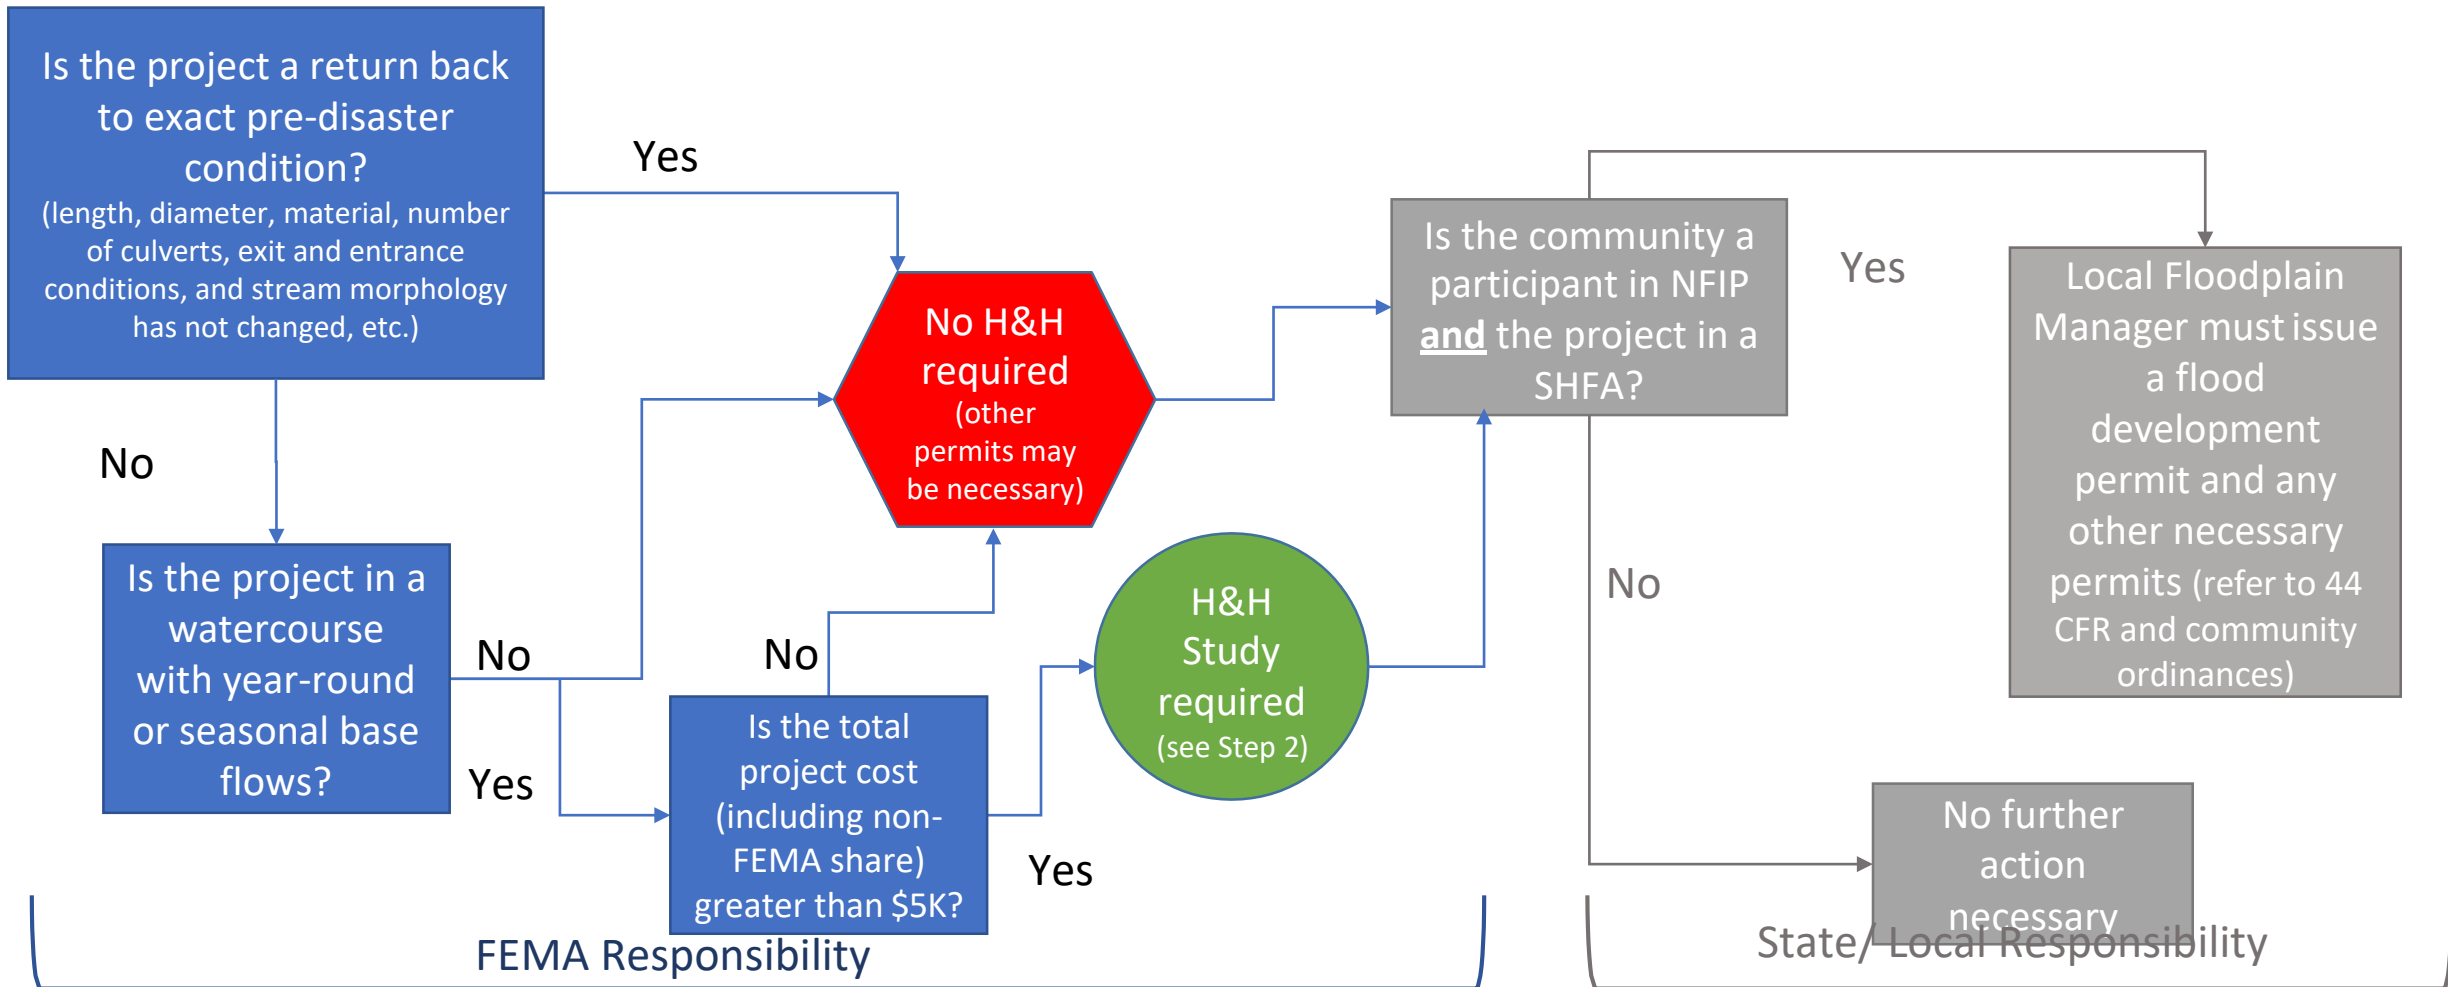 Is the project a return back
to exact pre-disaster
condition?
(length, diameter, material, number
of culverts, exit and entrance
conditions, and stream morphology
has not changed, etc.)
Yes
No
Is the project in a
watercourse
with year-round
or seasonal base
flows?
No
Yes
No H&H
required
(other
permits may
be necessary)
No
Is the total
project cost
(including non-
FEMA share)
greater than $5K?
Yes
H&H
Study
required
(see Step 2)
Is the community a
participant in NFIP
and the project in a
SHFA?
Yes
No
Local Floodplain
Manager must issue
a flood
development
permit and any
other necessary
permits (refer to 44
CFR and community
ordinances)
No further
action
necessary
FEMA Responsibility
State/ Local Responsibility